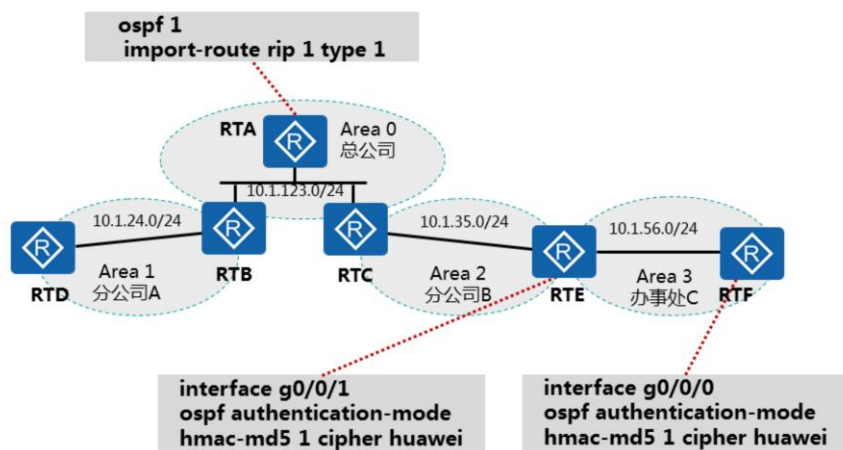 ospf 1
import-route rip 1 type 1
RTA
Area 0
总公司
10.1.123.0/24
10.1.24.0/24
10.1.35.0/24
10.1.56.0/24
R
R
R
R
R
R
RTD
Area 1
分公司A
RTB
RTC
Area 2
分公司B
RTE
Area 3
办事处C
RTF
interface g0/0/1
ospf authentication-mode
hmac-md5 1 cipher huawei
interface g0/0/0
ospf authentication-mode
hmac-md5 1 cipher huawei